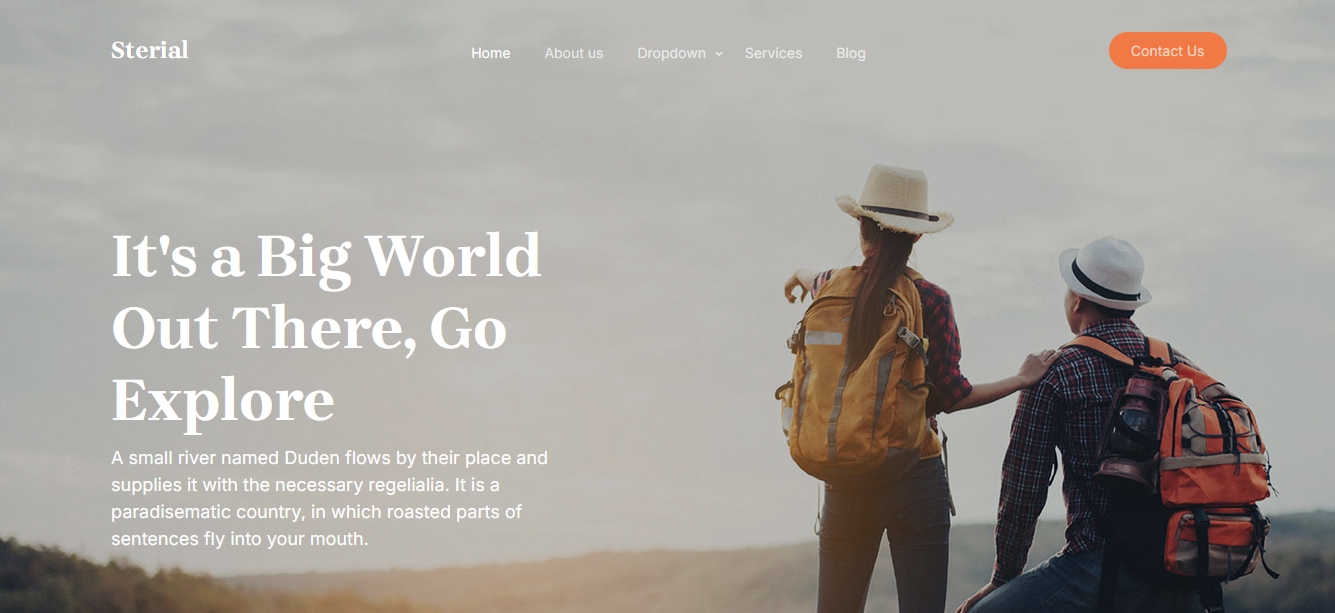 Sterial
Home About us Dropdown Services Blog
Contact Us
It's a Big World
Out There, Go
Explore
A small river named Duden flows by their place and
supplies it with the necessary regelialia. It is a
paradisematic country, in which roasted parts of
sentences fly into your mouth.